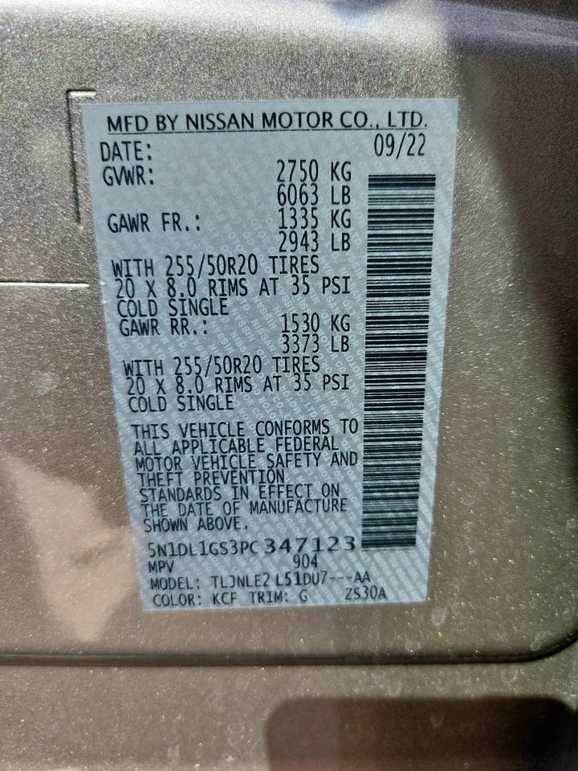 MFD BY NISSAN MOTOR CO., LTD.
DATE: 09/22
GVWR: 2750 KG
6063 LB
GAWR FR.: 1335 KG
2943 LB
WITH 255/50R20 TIRES
20 X 8.0 RIMS AT 35 PSI
COLD SINGLE
GAWR RR.: 1530 KG
3373 LB
WITH 255/50R20 TIRES
20 X 8.0 RIMS AT 35 PSI
COLD SINGLE
THIS VEHICLE CONFORMS TO
ALL APPLICABLE FEDERAL
MOTOR VEHICLE SAFETY AND
THEFT PREVENTION
STANDARDS IN EFFECT ON
THE DATE OF MANUFACTURE
SHOWN ABOVE.
5N1DL1GS3PC347123
MPV 904
MODEL: TLJNLE2 L51DU7---AA
COLOR: KCF TRIM: G ZS30A